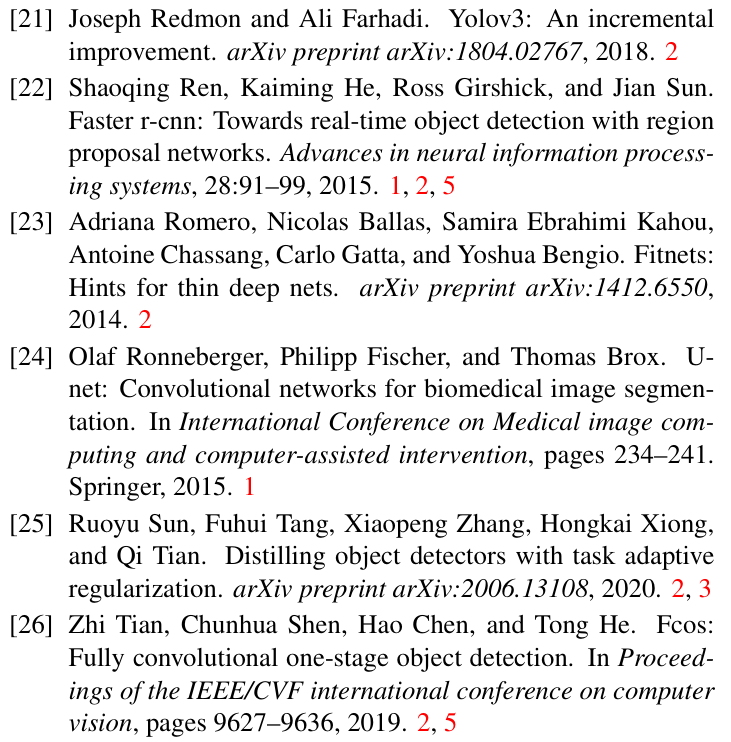 [21] Joseph Redmon and Ali Farhadi. Yolov3: An incremental
improvement. arXiv preprint arXiv:1804.02767, 2018. 2
[22] Shaoqing Ren, Kaiming He, Ross Girshick, and Jian Sun.
Faster r-cnn: Towards real-time object detection with region
proposal networks. Advances in neural information process-
ing systems, 28:91–99, 2015. 1, 2, 5
[23] Adriana Romero, Nicolas Ballas, Samira Ebrahimi Kahou,
Antoine Chassang, Carlo Gatta, and Yoshua Bengio. Fitnets:
Hints for thin deep nets. arXiv preprint arXiv:1412.6550,
2014. 2
[24] Olaf Ronneberger, Philipp Fischer, and Thomas Brox. U-
net: Convolutional networks for biomedical image segmen-
tation. In International Conference on Medical image com-
puting and computer-assisted intervention, pages 234–241.
Springer, 2015. 1
[25] Ruoyu Sun, Fuhui Tang, Xiaopeng Zhang, Hongkai Xiong,
and Qi Tian. Distilling object detectors with task adaptive
regularization. arXiv preprint arXiv:2006.13108, 2020. 2, 3
[26] Zhi Tian, Chunhua Shen, Hao Chen, and Tong He. Fcos:
Fully convolutional one-stage object detection. In Proceed-
ings of the IEEE/CVF international conference on computer
vision, pages 9627–9636, 2019. 2, 5